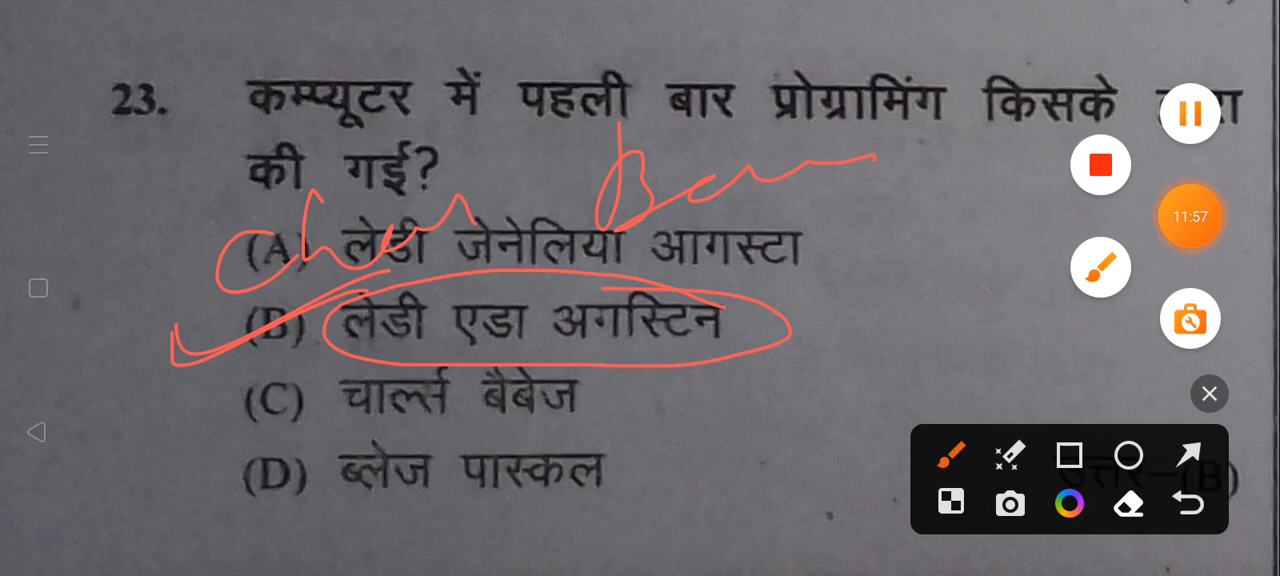 23. कम्प्यूटर में पहली बार प्रोग्रामिंग किसके
की गई?
(A) लेडी जेनेलिया आगस्टा
(B) लेडी एडा अगस्टिन
(C) चार्ल्स बैबेज
(D) ब्लेज पास्कल
उत्तर–(B)
11:57